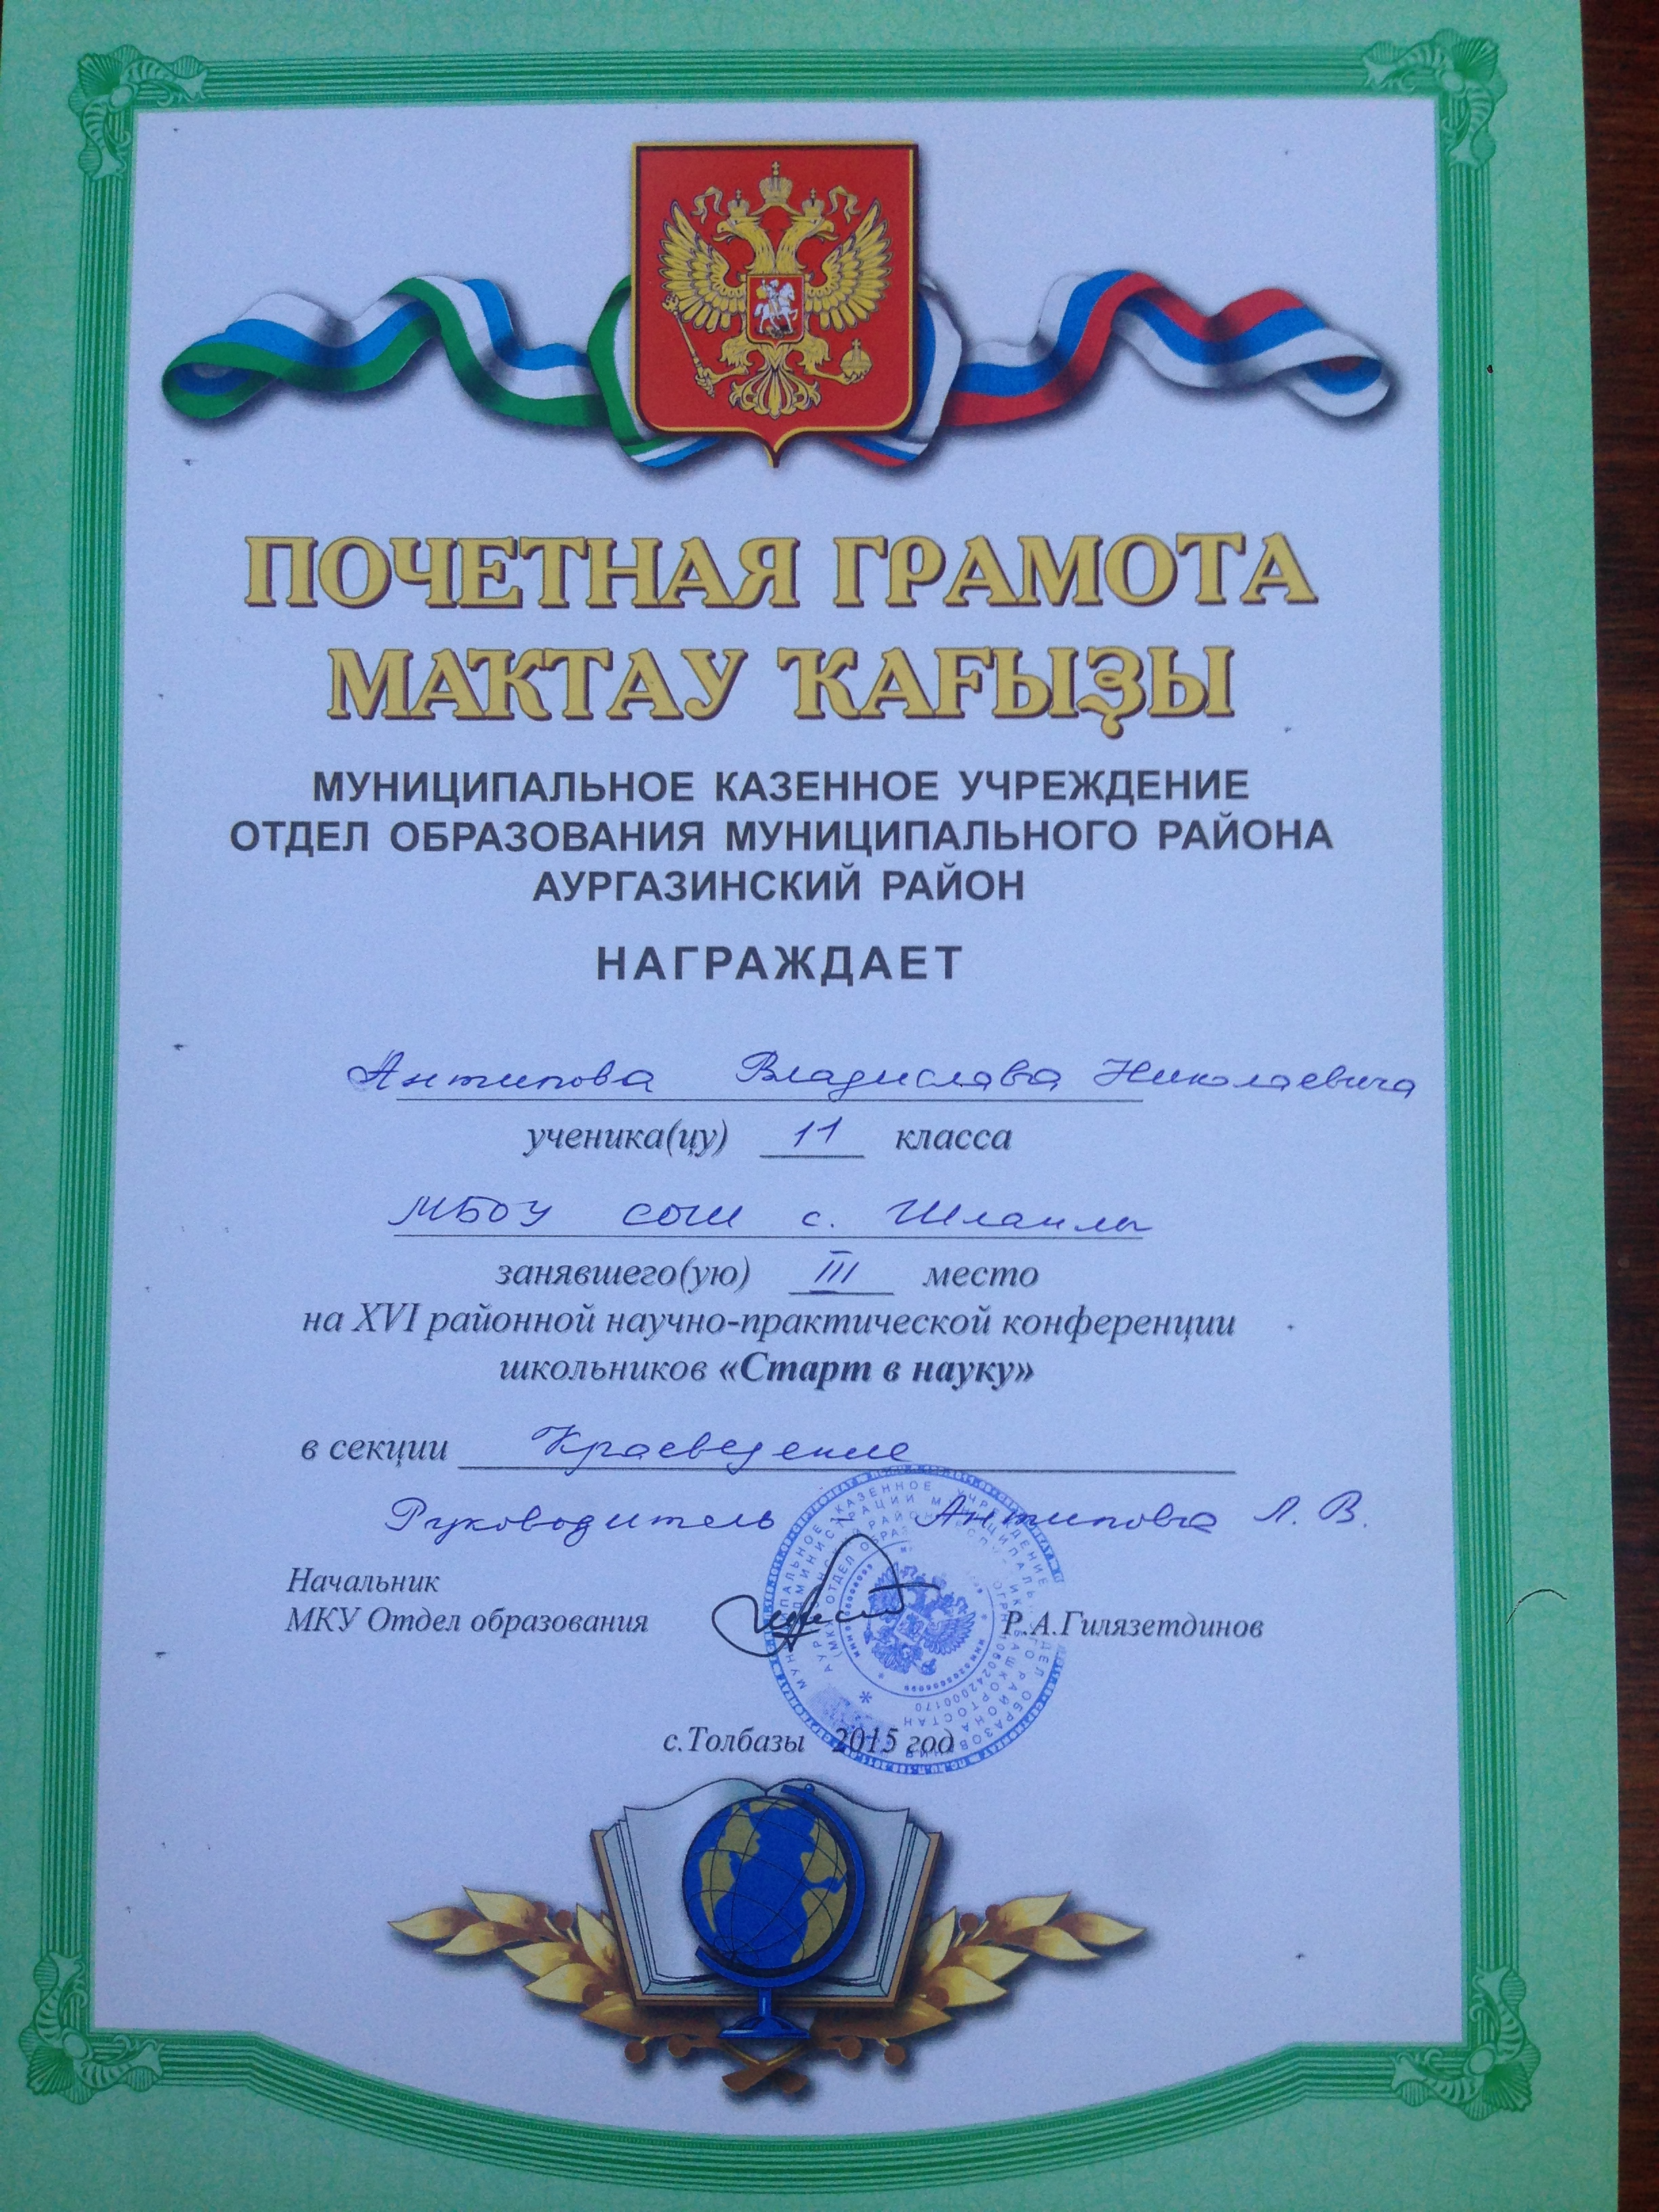 ПОЧЕТНАЯ ГРАМОТА
МАҠТАУ ҠАҒЫҘЫ
МУНИЦИПАЛЬНОЕ КАЗЕННОЕ УЧРЕЖДЕНИЕ
ОТДЕЛ ОБРАЗОВАНИЯ МУНИЦИПАЛЬНОГО РАЙОНА
АУРГАЗИНСКИЙ РАЙОН
НАГРАЖДАЕТ
Антипова Владислава Николаевича
ученика(цу) 11 класса
МБОУ СОШ с. Шланлы
занявшего(ую) III место
на XVI районной научно-практической конференции
школьников «Старт в науку»
в секции Краеведение
Руководитель Антипова Л. В.
Начальник
МКУ Отдел образования Р.А.Гилязетдинов
с.Толбазы 2015 год